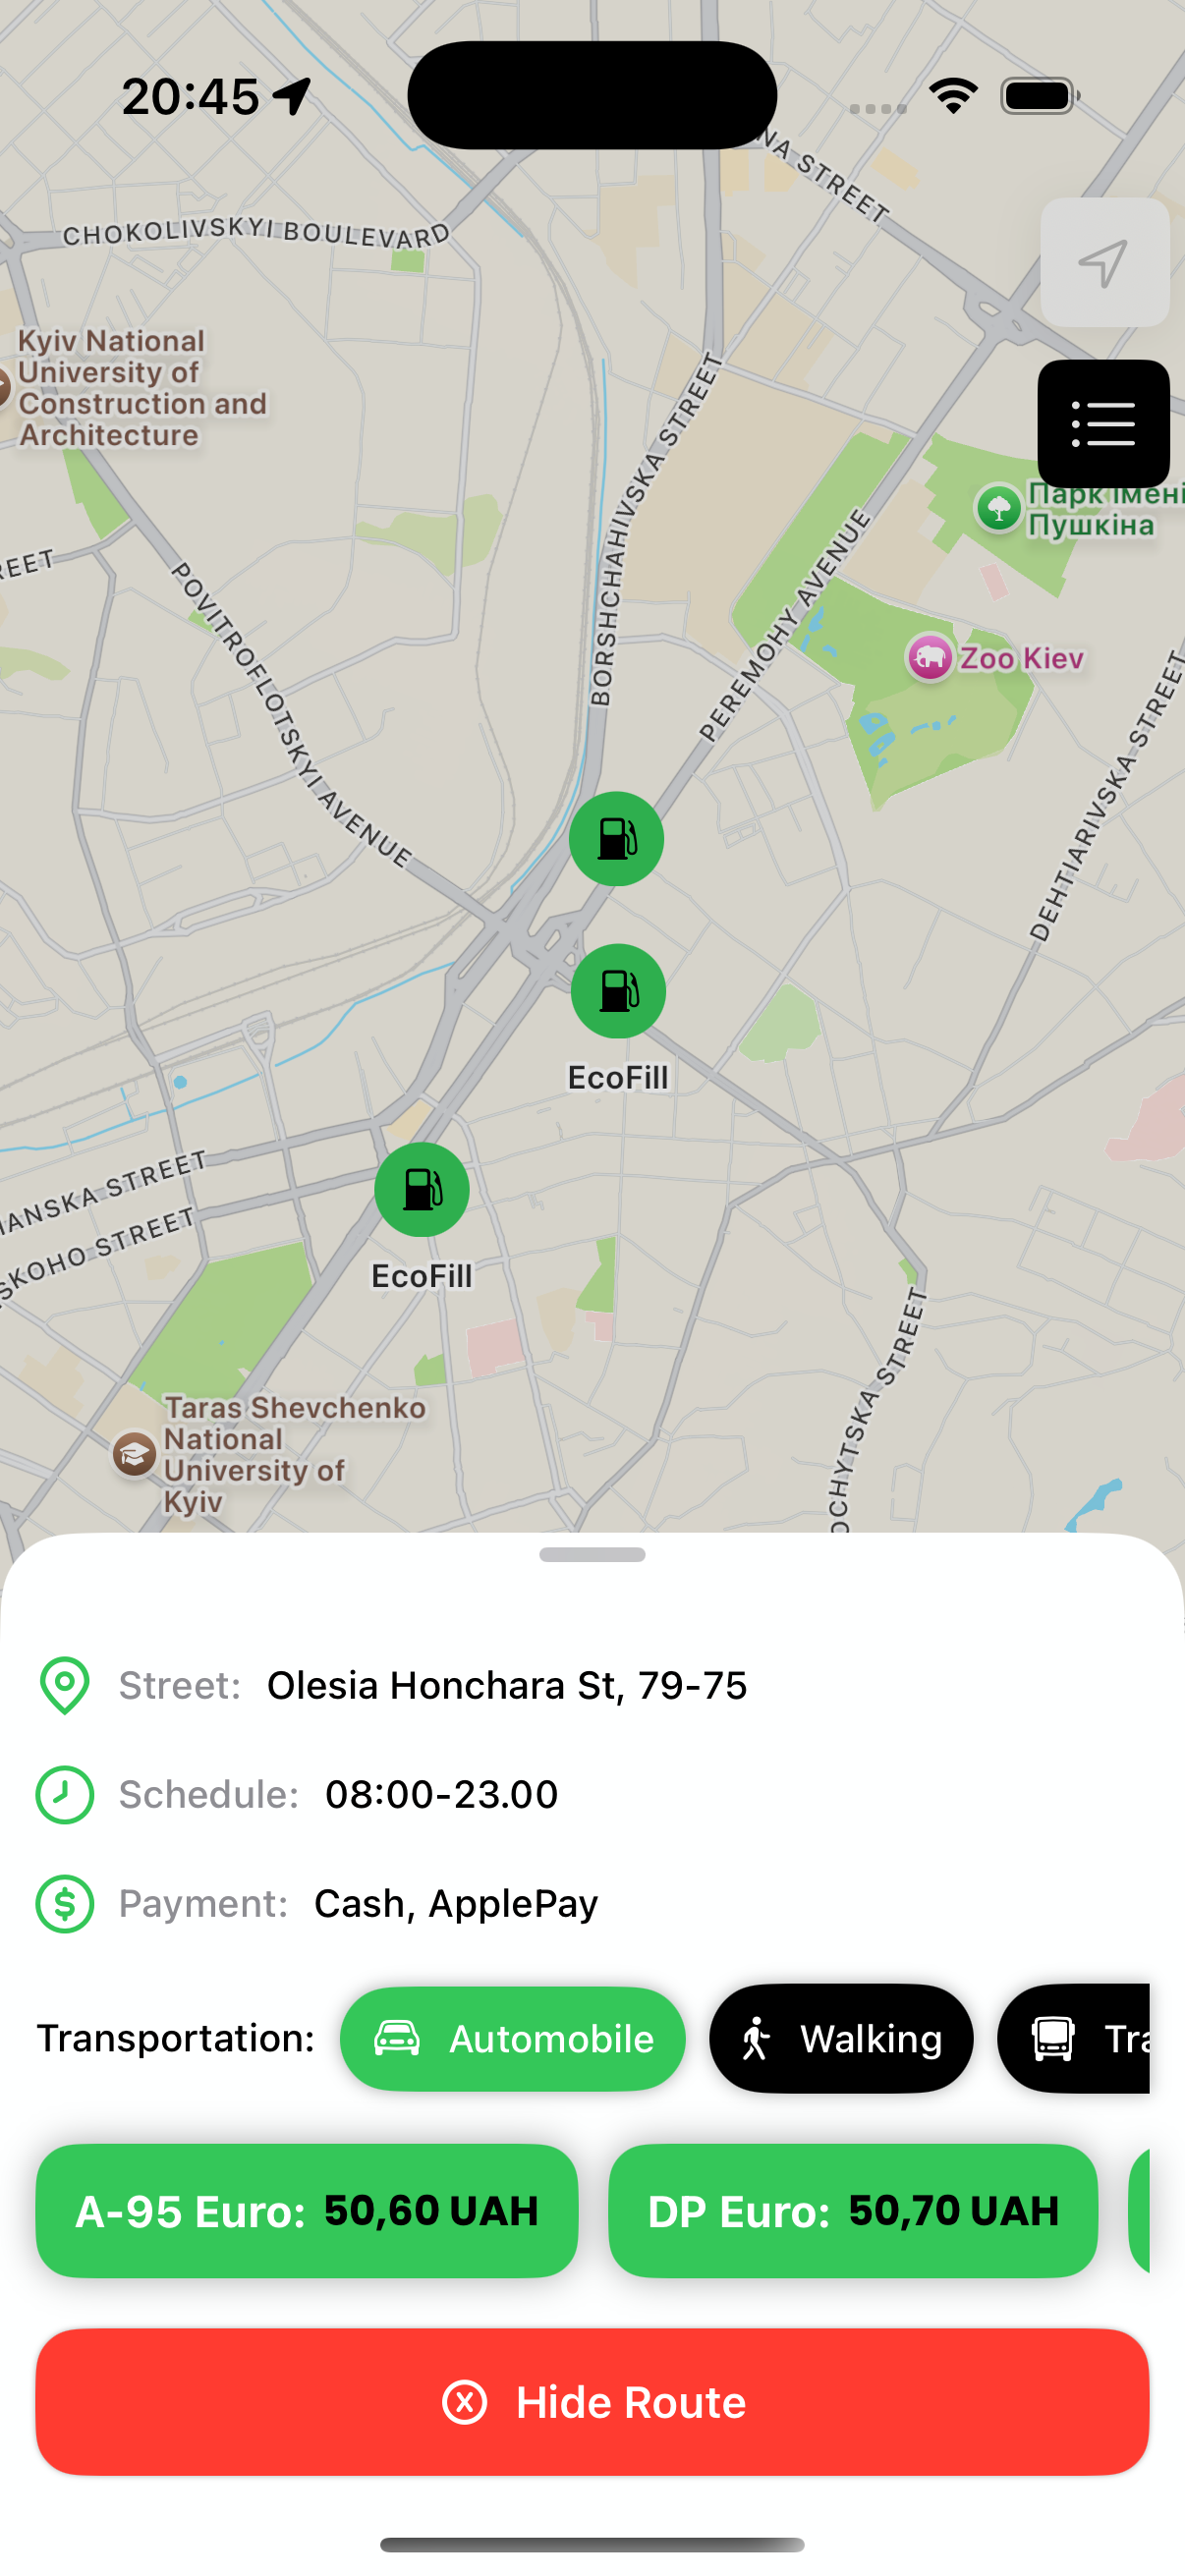 20:45
NA STREET
CHOKOLIVSKYI BOULEVARD
Kyiv National
University of
Construction and
Architecture
BORSHCHAHIVSKA STREET
Парк імені
Пушкіна
REET
POVITROFLOTSKYI AVENUE
PEREMOHY AVENUE
Zoo Kiev
DEHTIARIVSKA STREET
EcoFill
IANSKA STREET
SKOHO STREET
EcoFill
OCHYTSKA STREET
Taras Shevchenko
National
University of
Kyiv
Street: Olesia Honchara St, 79-75
Schedule: 08:00-23.00
Payment: Cash, ApplePay
Transportation: Automobile Walking Tra
A-95 Euro: 50,60 UAH DP Euro: 50,70 UAH
Hide Route